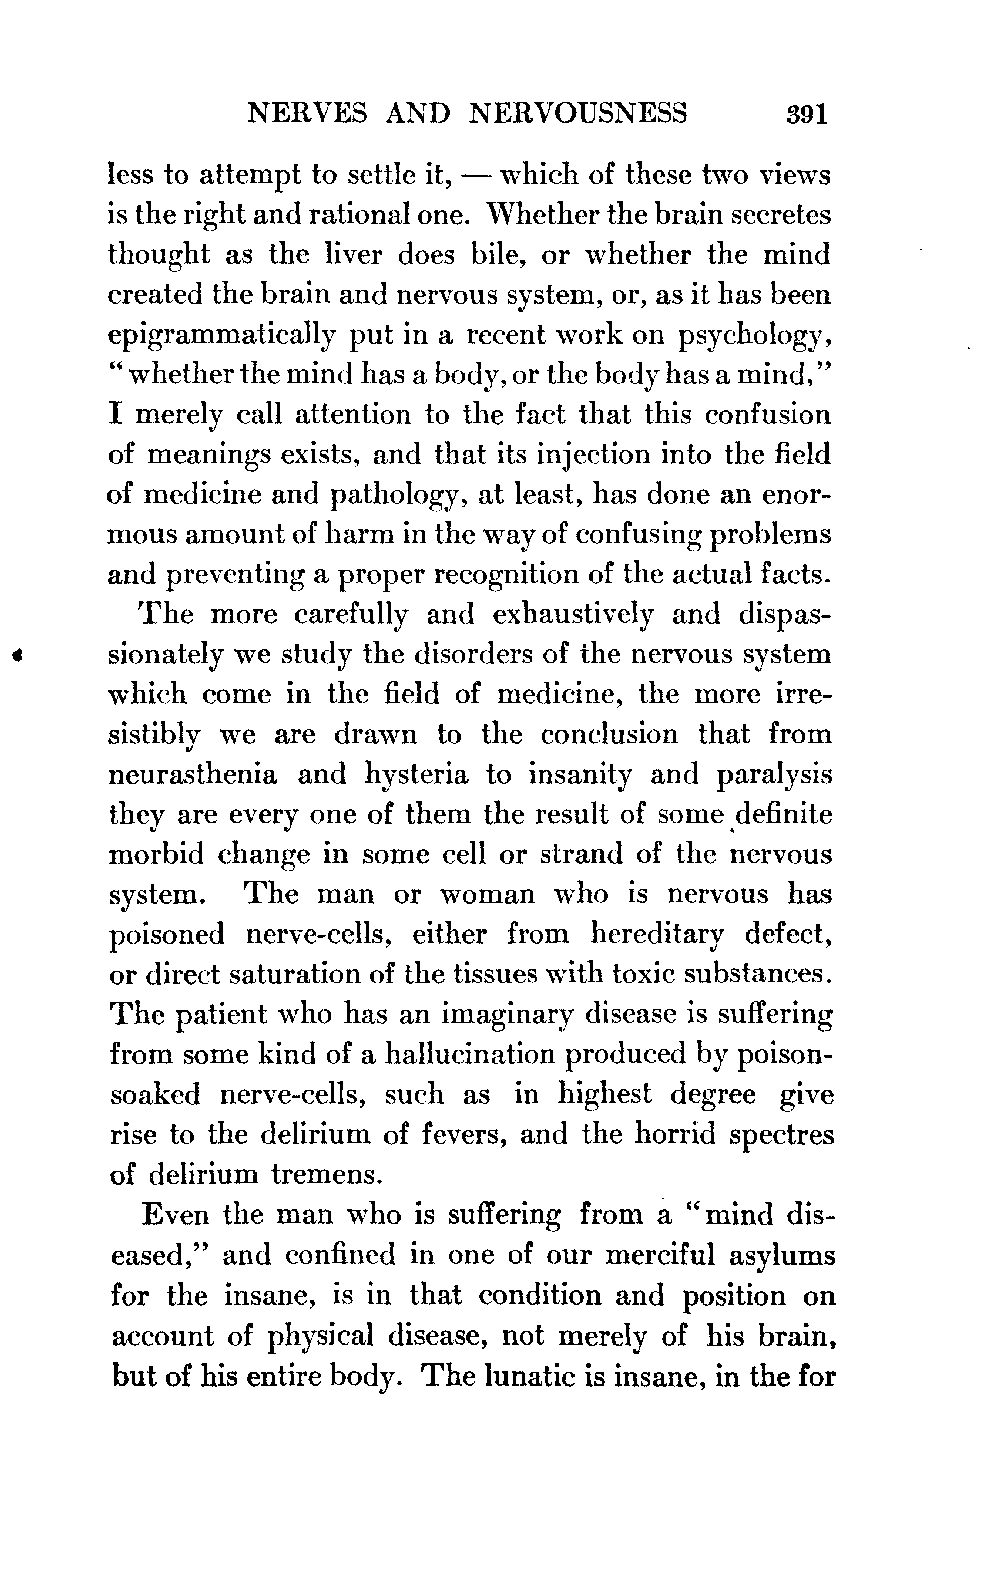 NERVES AND NERVOUSNESS 391
less to attempt to settle it, — which of these two views
is the right and rational one. Whether the brain secretes
thought as the liver does bile, or whether the mind
created the brain and nervous system, or, as it has been
epigrammatically put in a recent work on psychology,
“whether the mind has a body, or the body has a mind,”
I merely call attention to the fact that this confusion
of meanings exists, and that its injection into the field
of medicine and pathology, at least, has done an enor-
mous amount of harm in the way of confusing problems
and preventing a proper recognition of the actual facts.
The more carefully and exhaustively and dispas-
sionately we study the disorders of the nervous system
which come in the field of medicine, the more irre-
sistibly we are drawn to the conclusion that from
neurasthenia and hysteria to insanity and paralysis
they are every one of them the result of some definite
morbid change in some cell or strand of the nervous
system. The man or woman who is nervous has
poisoned nerve-cells, either from hereditary defect,
or direct saturation of the tissues with toxic substances.
The patient who has an imaginary disease is suffering
from some kind of a hallucination produced by poison-
soaked nerve-cells, such as in highest degree give
rise to the delirium of fevers, and the horrid spectres
of delirium tremens.
Even the man who is suffering from a “mind dis-
eased,” and confined in one of our merciful asylums
for the insane, is in that condition and position on
account of physical disease, not merely of his brain,
but of his entire body. The lunatic is insane, in the for